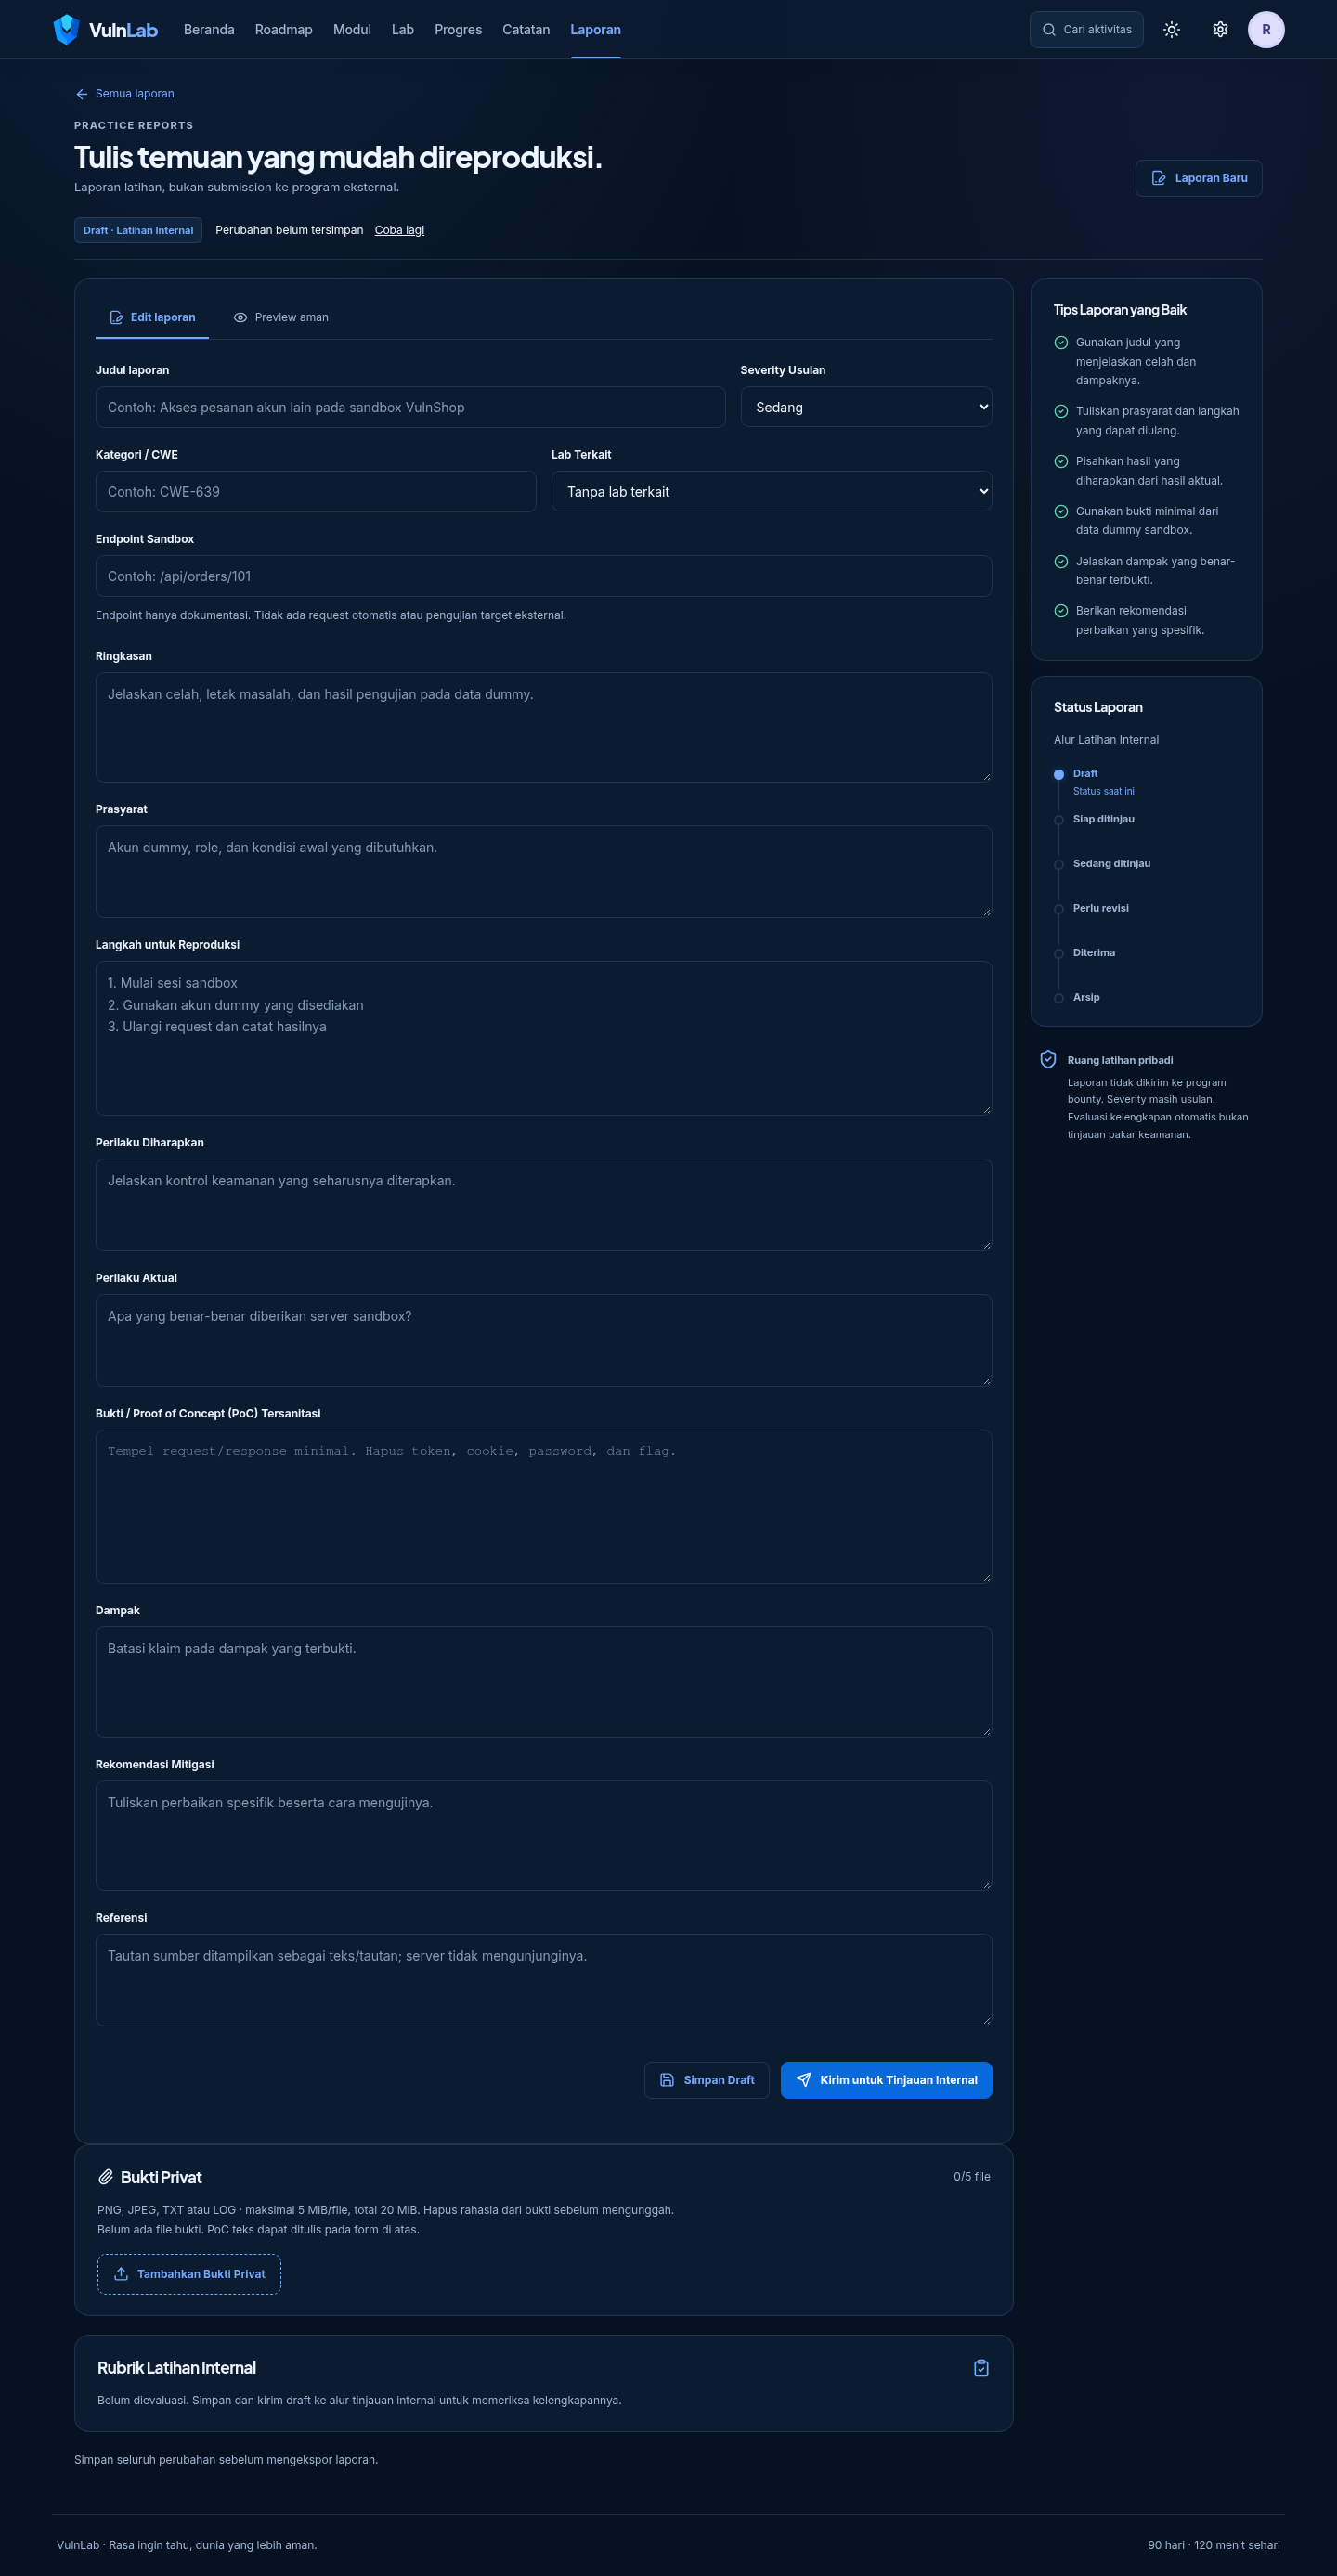 VulnLab
Beranda
Roadmap
Modul
Lab
Progres
Catatan
Laporan
Cari aktivitas
R
Semua laporan
PRACTICE REPORTS
Tulis temuan yang mudah direproduksi.
Laporan latihan, bukan submission ke program eksternal.
Laporan Baru
Draft · Latihan Internal
Perubahan belum tersimpan
Coba lagi
Edit laporan
Preview aman
Judul laporan
Contoh: Akses pesanan akun lain pada sandbox VulnShop
Severity Usulan
Sedang
Kategori / CWE
Contoh: CWE-639
Lab Terkait
Tanpa lab terkait
Endpoint Sandbox
Contoh: /api/orders/101
Endpoint hanya dokumentasi. Tidak ada request otomatis atau pengujian target eksternal.
Ringkasan
Jelaskan celah, letak masalah, dan hasil pengujian pada data dummy.
Prasyarat
Akun dummy, role, dan kondisi awal yang dibutuhkan.
Langkah untuk Reproduksi
1. Mulai sesi sandbox
2. Gunakan akun dummy yang disediakan
3. Ulangi request dan catat hasilnya
Perilaku Diharapkan
Jelaskan kontrol keamanan yang seharusnya diterapkan.
Perilaku Aktual
Apa yang benar-benar diberikan server sandbox?
Bukti / Proof of Concept (PoC) Tersanitasi
Tempel request/response minimal. Hapus token, cookie, password, dan flag.
Dampak
Batasi klaim pada dampak yang terbukti.
Rekomendasi Mitigasi
Tuliskan perbaikan spesifik beserta cara mengujinya.
Referensi
Tautan sumber ditampilkan sebagai teks/tautan; server tidak mengunjunginya.
Simpan Draft
Kirim untuk Tinjauan Internal
Bukti Privat
0/5 file
PNG, JPEG, TXT atau LOG · maksimal 5 MiB/file, total 20 MiB. Hapus rahasia dari bukti sebelum mengunggah.
Belum ada file bukti. PoC teks dapat ditulis pada form di atas.
Tambahkan Bukti Privat
Rubrik Latihan Internal
Belum dievaluasi. Simpan dan kirim draft ke alur tinjauan internal untuk memeriksa kelengkapannya.
Simpan seluruh perubahan sebelum mengekspor laporan.
Tips Laporan yang Baik
Gunakan judul yang
menjelaskan celah dan
dampaknya.
Tuliskan prasyarat dan langkah
yang dapat diulang.
Pisahkan hasil yang
diharapkan dari hasil aktual.
Gunakan bukti minimal dari
data dummy sandbox.
Jelaskan dampak yang benar-
benar terbukti.
Berikan rekomendasi
perbaikan yang spesifik.
Status Laporan
Alur Latihan Internal
Draft
Status saat ini
Siap ditinjau
Sedang ditinjau
Perlu revisi
Diterima
Arsip
Ruang latihan pribadi
Laporan tidak dikirim ke program
bounty. Severity masih usulan.
Evaluasi kelengkapan otomatis bukan
tinjauan pakar keamanan.
VulnLab · Rasa ingin tahu, dunia yang lebih aman.
90 hari · 120 menit sehari